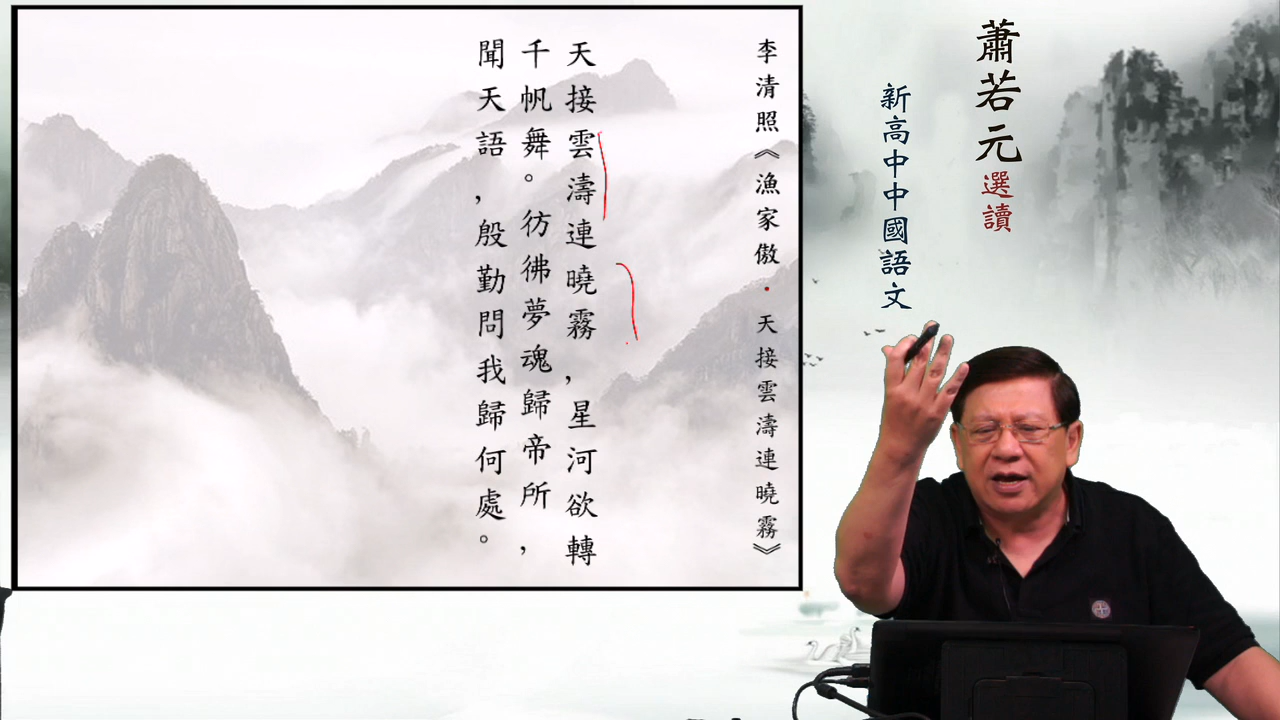 蕭若元
選讀
新高中中國語文
李清照《漁家傲·天接雲濤連曉霧》
天接雲濤連曉霧,星河欲轉
千帆舞。彷彿夢魂歸帝所,
聞天語,殷勤問我歸何處。